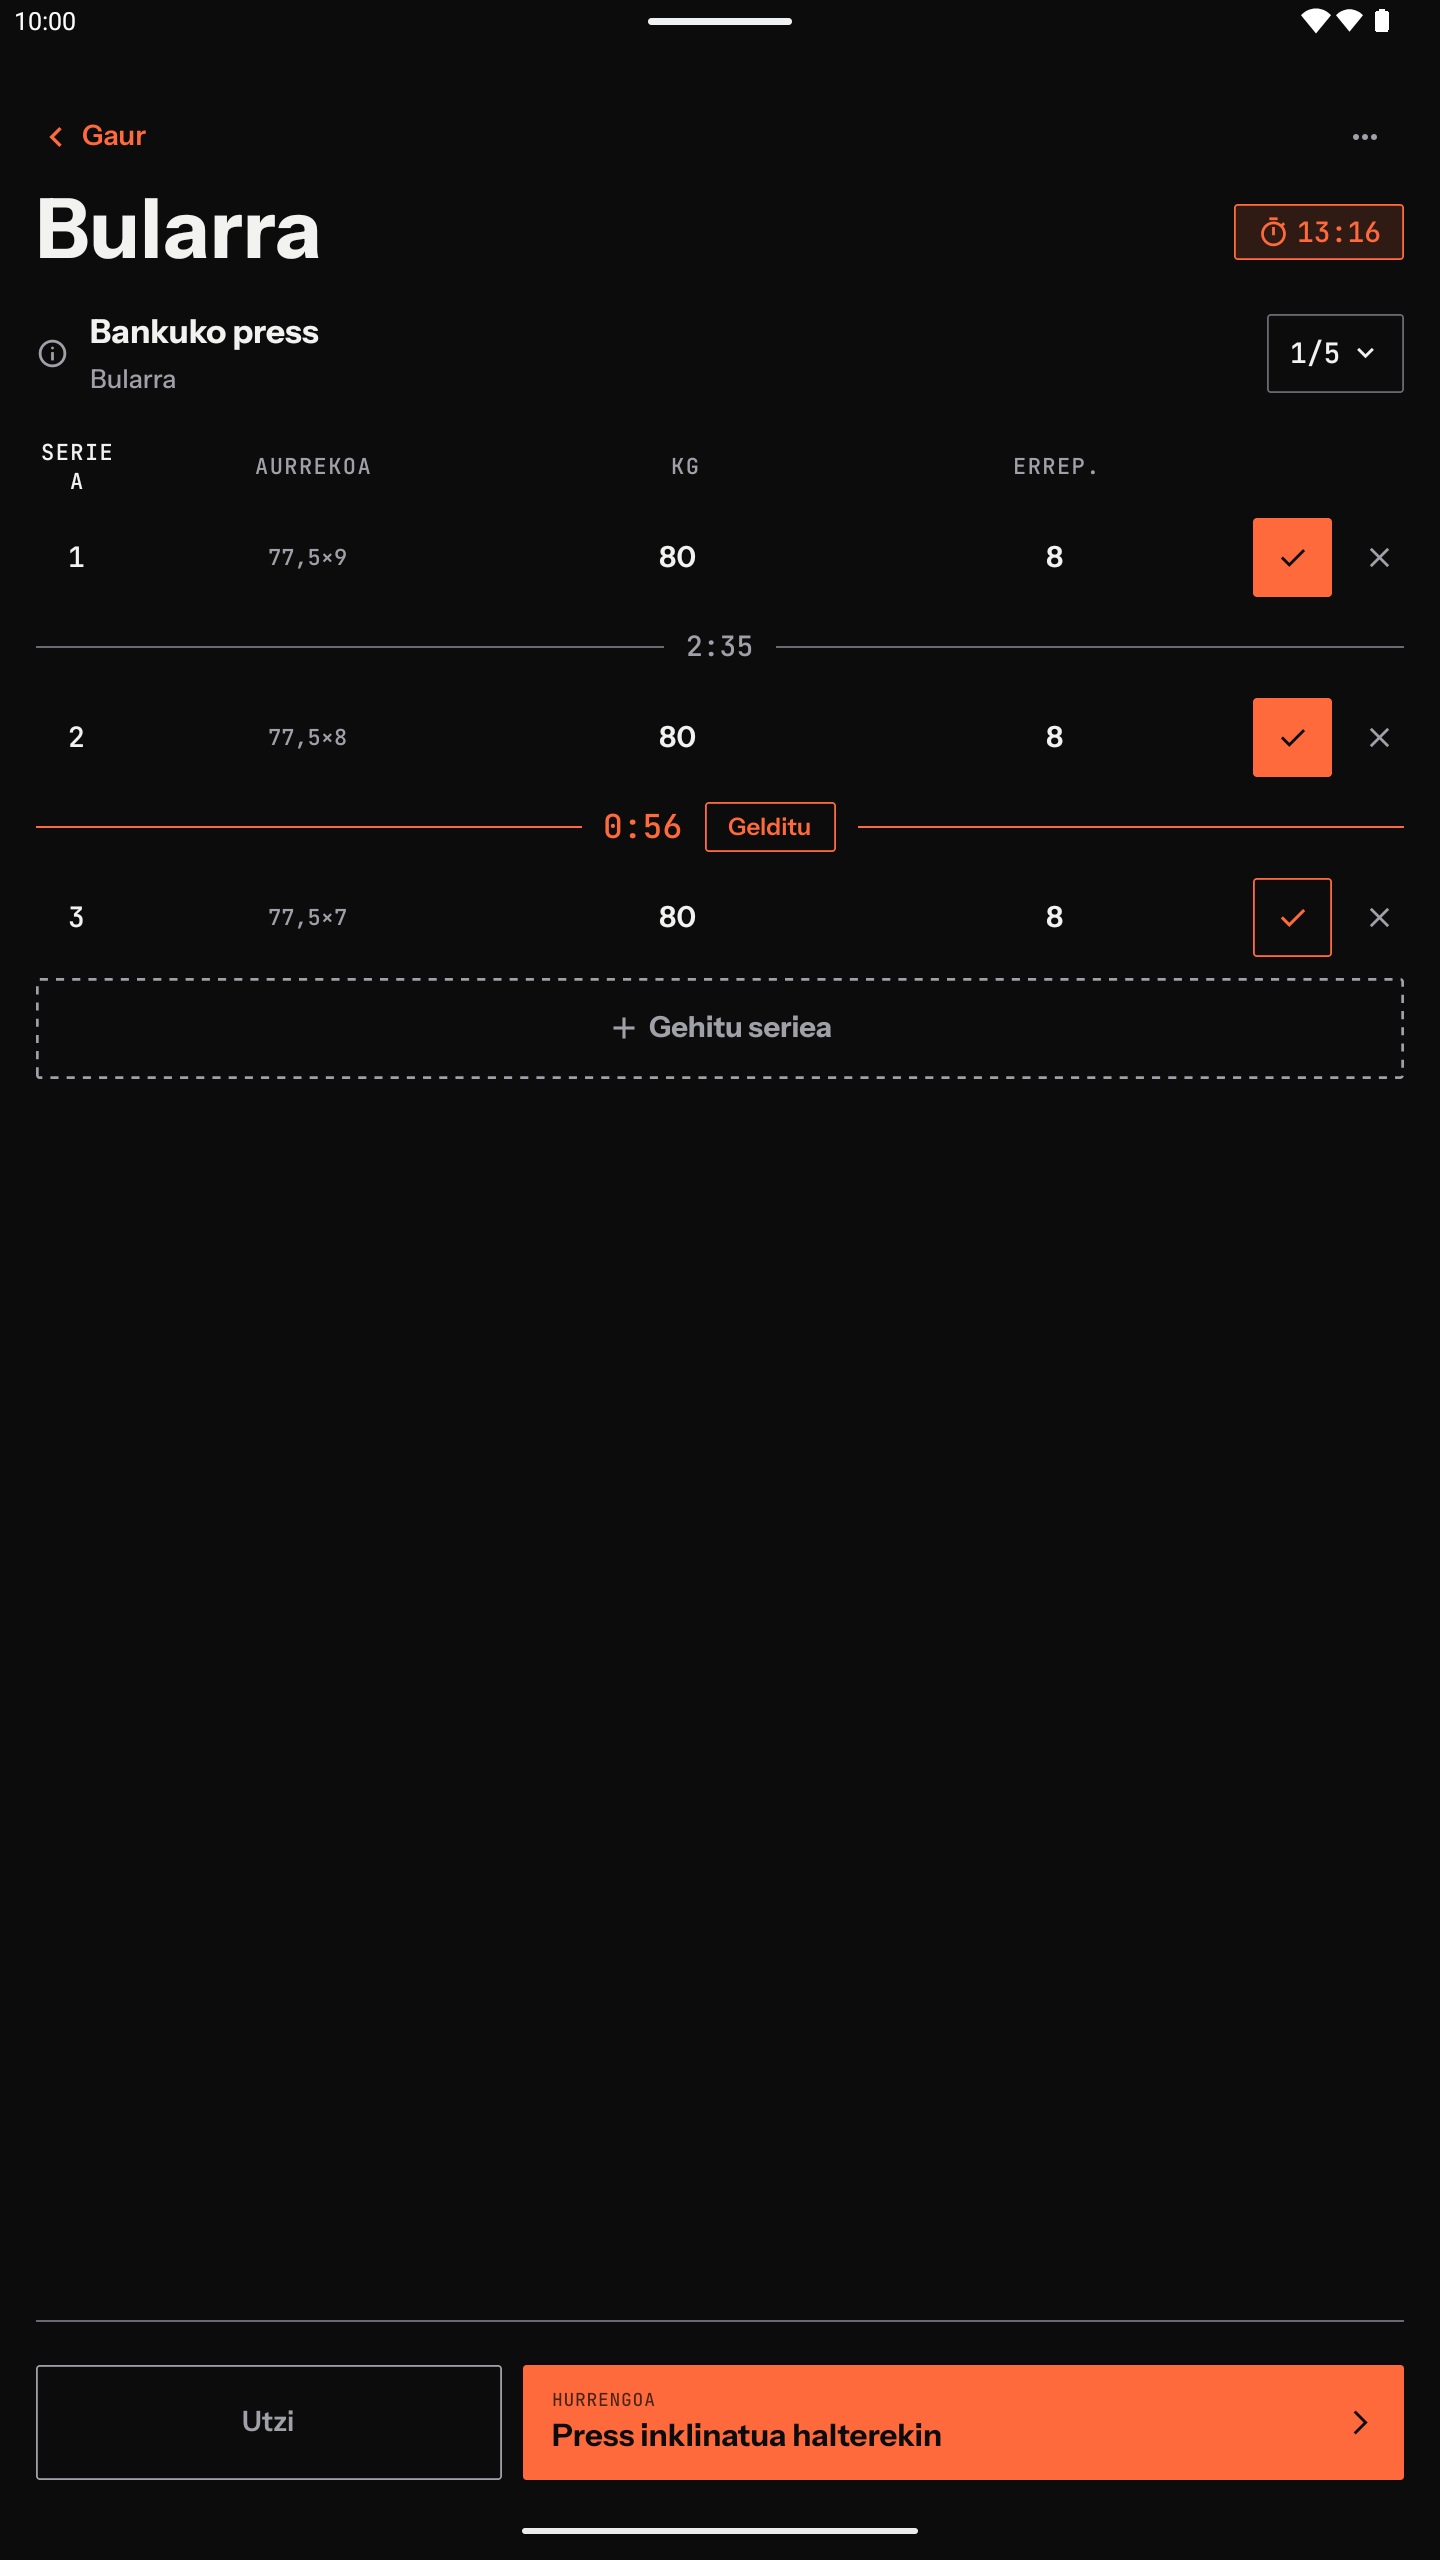 10:00
Gaur
Bularra
13:16
Bankuko press
Bularra
1/5
SERIE
A
AURREKOA
KG
ERREP.
1
77,5×9
80
8
2:35
2
77,5×8
80
8
0:56
Gelditu
3
77,5×7
80
8
Gehitu seriea
Utzi
HURRENGOA
Press inklinatua halterekin